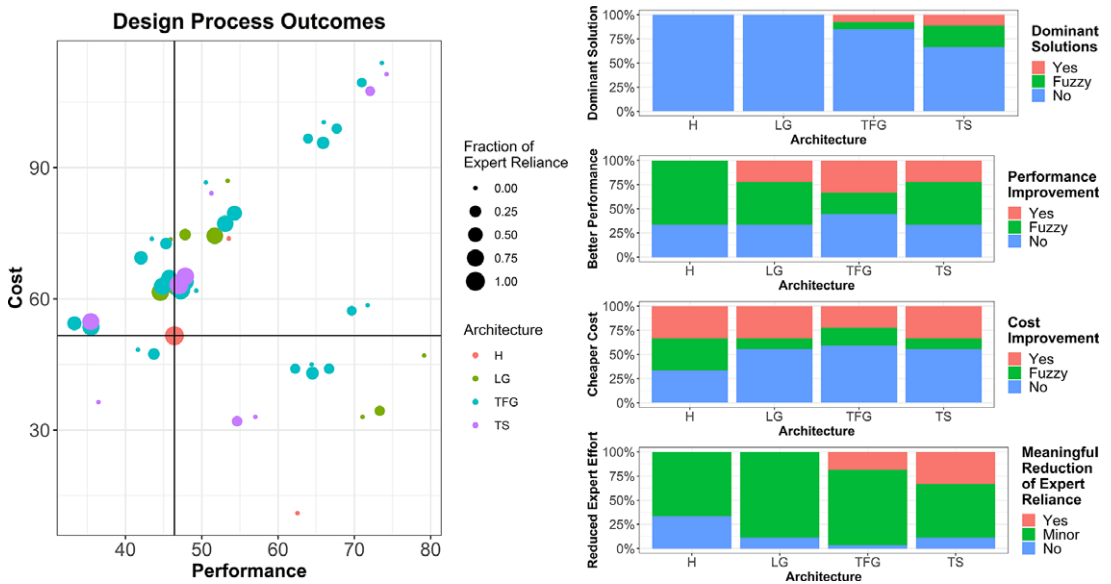 Design Process Outcomes
Cost
90
60
30
40
50
60
70
80
Performance
Fraction of
Expert Reliance
0.00
0.25
0.50
0.75
1.00
Architecture
H
LG
TFG
TS
Dominant Solution
100%
75%
50%
25%
0%
H
LG
TFG
TS
Architecture
Dominant
Solutions
Yes
Fuzzy
No
Better Performance
100%
75%
50%
25%
0%
H
LG
TFG
TS
Architecture
Performance
Improvement
Yes
Fuzzy
No
Cheaper Cost
100%
75%
50%
25%
0%
H
LG
TFG
TS
Architecture
Cost
Improvement
Yes
Fuzzy
No
Reduced Expert Effort
100%
75%
50%
25%
0%
H
LG
TFG
TS
Architecture
Meaningful
Reduction
of Expert
Reliance
Yes
Minor
No